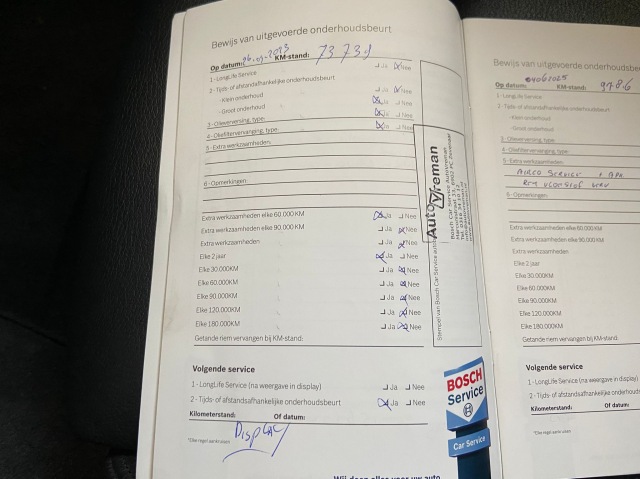 Bewijs van uitgevoerde onderhoudsbeurt
Op datum: KM-stand: 73739
1 - LongLife Service Ja Nee
2 - Tijds- of afstandsafhankelijke onderhoudsbeurt
- Klein onderhoud Ja Nee
- Groot onderhoud Ja Nee
3 - Olieverversing, type: Ja Nee
4 - Oliefiltervervanging, type: Ja Nee
5 - Extra werkzaamheden:
6 - Opmerkingen:
Extra werkzaamheden elke 60.000 KM Ja Nee
Extra werkzaamheden elke 90.000 KM Ja Nee
Extra werkzaamheden Ja Nee
Elke 2 jaar Ja Nee
Elke 30.000KM Ja Nee
Elke 60.000KM Ja Nee
Elke 90.000KM Ja Nee
Elke 120.000KM Ja Nee
Elke 180.000KM Ja Nee
Getande riem vervangen bij KM-stand:
Auto Vreman
Bosch Car Service
Volgende service
1 - LongLife Service (na weergave in display) Ja Nee
2 - Tijds- of afstandsafhankelijke onderhoudsbeurt Ja Nee
Kilometerstand: Of datum:
Display
BOSCH
Service
Car Service
Bewijs van uitgevoerde onderhoudsbe
Op datum: 04062025 KM-stand:
1 - LongLife Service
2 - Tijds- of afstandsafhankelijke onderhoudsbeurt
- Klein onderhoud
- Groot onderhoud
3 - Olieverversing, type:
4 - Oliefiltervervanging, type:
5 - Extra werkzaamheden:
Airco Service
6 - Opmerkingen:
Extra werkzaamheden elke 60.000 KM
Extra werkzaamheden elke 90.000 KM
Extra werkzaamheden
Elke 2 jaar
Elke 30.000KM
Elke 60.000KM
Elke 90.000KM
Elke 120.000KM
Elke 180.000KM
Getande riem vervangen bij KM-stand:
Volgende service
1 - LongLife Service (na weergave in display)
2 - Tijds- of afstandsafhankelijke onderhoudsbeurt
Kilometerstand: Of datum: